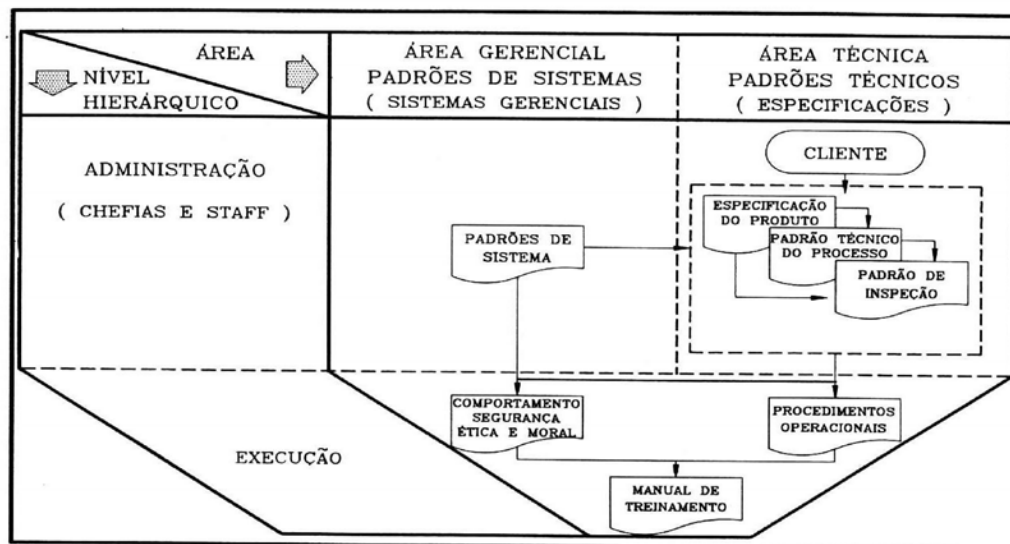 ÁREA
NÍVEL
HIERÁRQUICO
ÁREA GERENCIAL
PADRÕES DE SISTEMAS
( SISTEMAS GERENCIAIS )
ÁREA TÉCNICA
PADRÕES TÉCNICOS
( ESPECIFICAÇÕES )
ADMINISTRAÇÃO
( CHEFIAS E STAFF )
CLIENTE
ESPECIFICAÇÃO
DO PRODUTO
PADRÃO TÉCNICO
DO PROCESSO
PADRÃO DE
INSPEÇÃO
PADRÕES DE
SISTEMA
EXECUÇÃO
COMPORTAMENTO
SEGURANÇA
ÉTICA E MORAL
PROCEDIMENTOS
OPERACIONAIS
MANUAL DE
TREINAMENTO